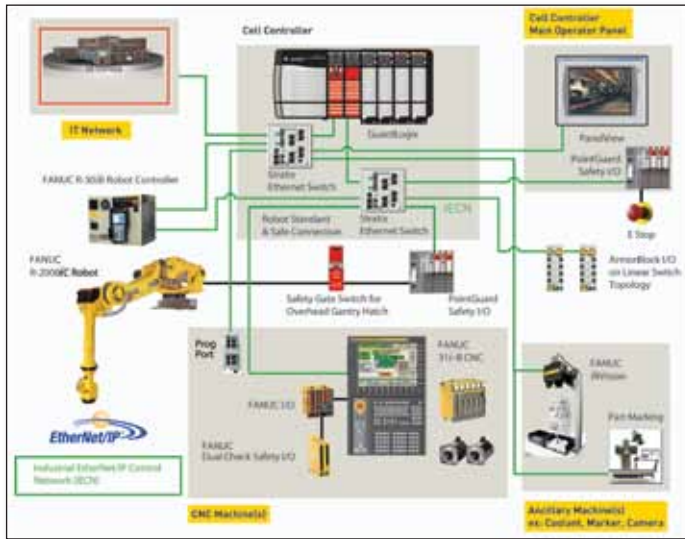 Cell Controller
Cell Controller
Main Operator Panel
IT Network
GuardLogix
PanelView
Stratix
Ethernet Switch
PointGuard
Safety I/O
FANUC R-30iB Robot Controller
IECN
Robot Standard
& Safe Connection
Stratix
Ethernet Switch
E Stop
FANUC
R-2000iC Robot
ArmorBlock I/O
on Linear Switch
Topology
Safety Gate Switch for
Overhead Gantry Hatch
PointGuard
Safety I/O
Prog
Port
FANUC
31i-B CNC
FANUC
iRVision
FANUC I/O
Part Marking
EtherNet/IP
FANUC
Dual Check Safety I/O
Industrial EtherNet/IP Control
Network (IECN)
CNC Machine(s)
Ancillary Machine(s)
ex: Coolant, Marker, Camera